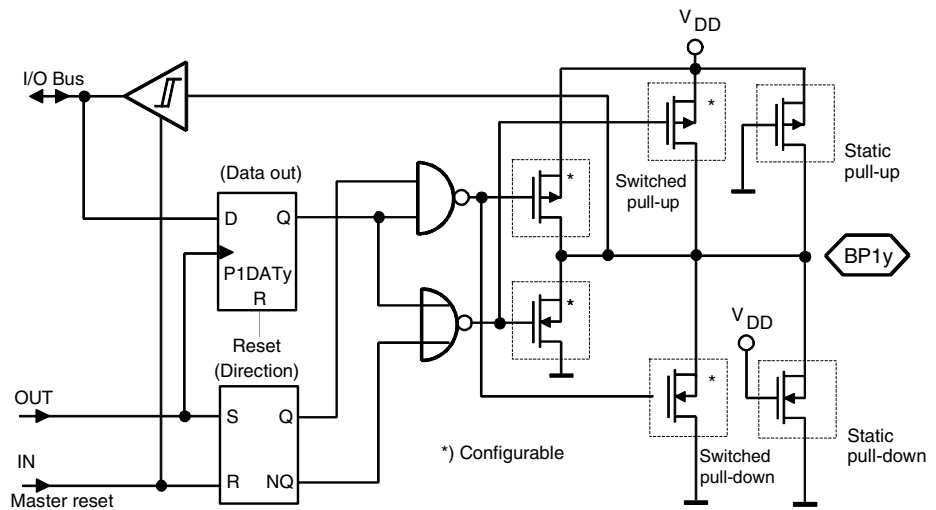 V DD
I/O Bus
*
*
(Data out)
Switched
pull-up
Static
pull-up
D
Q
P1DATy
R
BP1y
*
V DD
Reset
(Direction)
OUT
S
Q
*
*) Configurable
Switched
pull-down
Static
pull-down
IN
Master reset
R
NQ